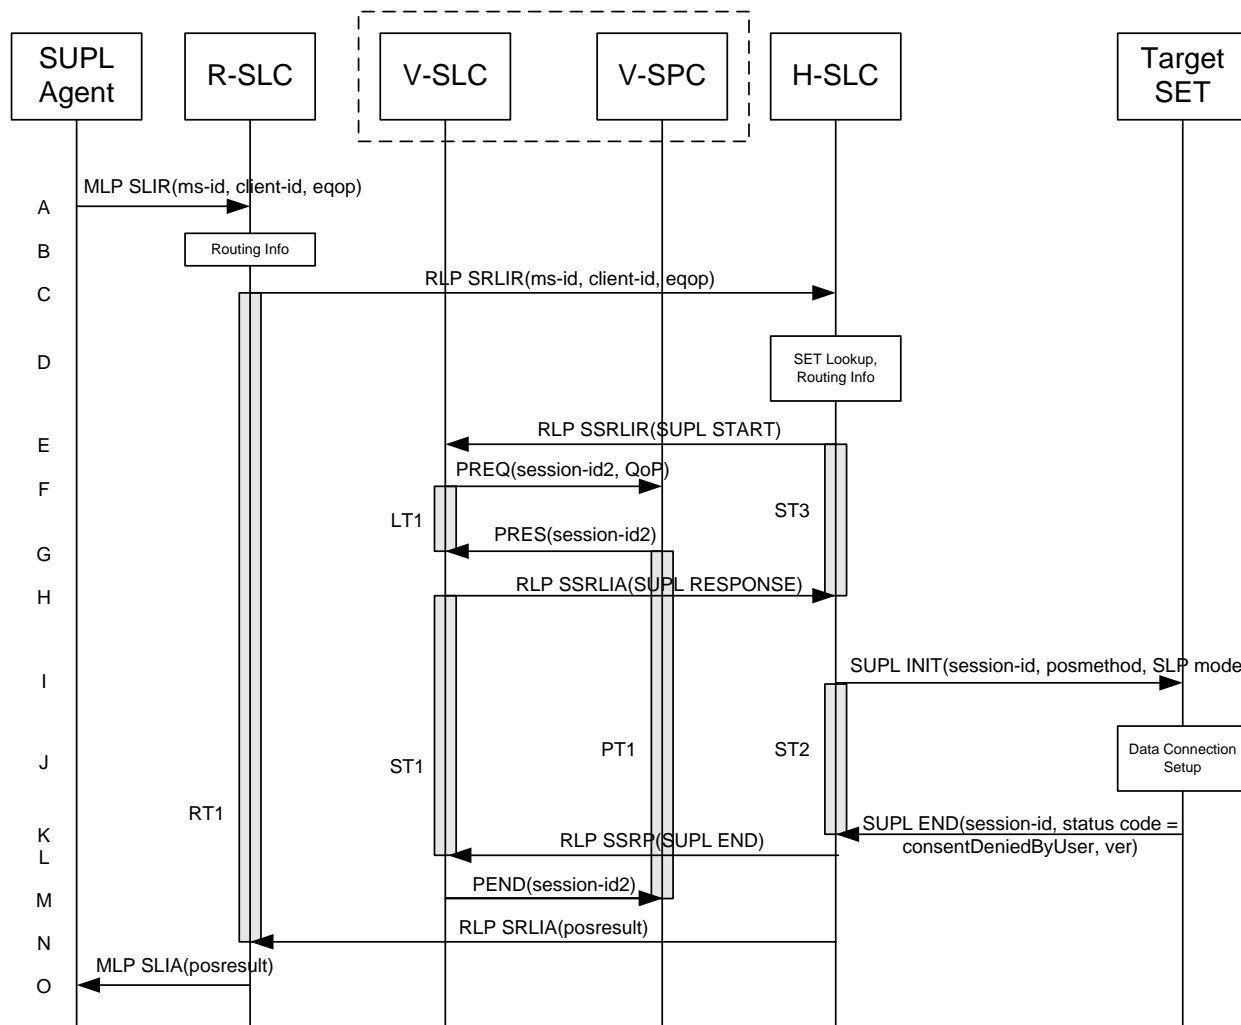 SUPL
Agent
R-SLC
V-SLC
V-SPC
H-SLC
Target
SET
MLP SLIR(ms-id, client-id, eqop)
A
B
Routing Info
RLP SRLIR(ms-id, client-id, eqop)
C
D
SET Lookup,
Routing Info
RLP SSRLIR(SUPL START)
E
PREQ(session-id2, QoP)
F
LT1
ST3
PRES(session-id2)
G
RLP SSRLIA(SUPL RESPONSE)
H
SUPL INIT(session-id, posmethod, SLP mode
I
J
ST1
PT1
ST2
Data Connection
Setup
RT1
K
SUPL END(session-id, status code =
consentDeniedByUser, ver)
RLP SSRP(SUPL END)
L
PEND(session-id2)
M
RLP SRLIA(posresult)
N
MLP SLIA(posresult)
O